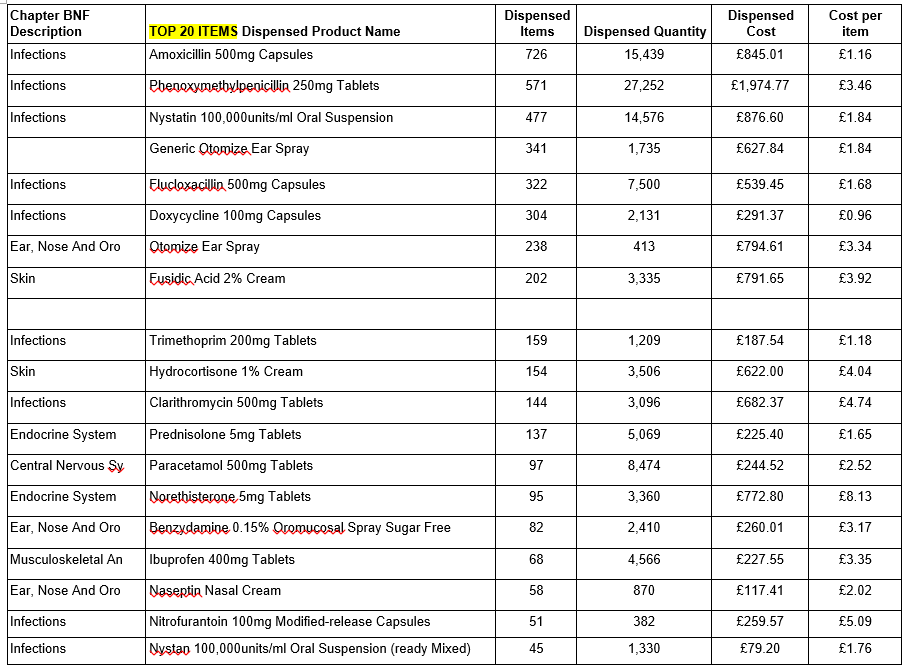 Chapter BNF Description TOP 20 ITEMS Dispensed Product Name Dispensed Items Dispensed Quantity Dispensed Cost Cost per item
Infections Amoxicillin 500mg Capsules 726 15,439 £845.01 £1.16
Infections Phenoxymethylpenicillin 250mg Tablets 571 27,252 £1,974.77 £3.46
Infections Nystatin 100,000units/ml Oral Suspension 477 14,576 £876.60 £1.84
Generic Otomize Ear Spray 341 1,735 £627.84 £1.84
Infections Flucloxacillin 500mg Capsules 322 7,500 £539.45 £1.68
Infections Doxycycline 100mg Capsules 304 2,131 £291.37 £0.96
Ear, Nose And Oro Otomize Ear Spray 238 413 £794.61 £3.34
Skin Fusidic Acid 2% Cream 202 3,335 £791.65 £3.92
Infections Trimethoprim 200mg Tablets 159 1,209 £187.54 £1.18
Skin Hydrocortisone 1% Cream 154 3,506 £622.00 £4.04
Infections Clarithromycin 500mg Tablets 144 3,096 £682.37 £4.74
Endocrine System Prednisolone 5mg Tablets 137 5,069 £225.40 £1.65
Central Nervous Sy Paracetamol 500mg Tablets 97 8,474 £244.52 £2.52
Endocrine System Norethisterone 5mg Tablets 95 3,360 £772.80 £8.13
Ear, Nose And Oro Benzydamine 0.15% Oromucosal Spray Sugar Free 82 2,410 £260.01 £3.17
Musculoskeletal An Ibuprofen 400mg Tablets 68 4,566 £227.55 £3.35
Ear, Nose And Oro Naseptin Nasal Cream 58 870 £117.41 £2.02
Infections Nitrofurantoin 100mg Modified-release Capsules 51 382 £259.57 £5.09
Infections Nystan 100,000units/ml Oral Suspension (ready Mixed) 45 1,330 £79.20 £1.76